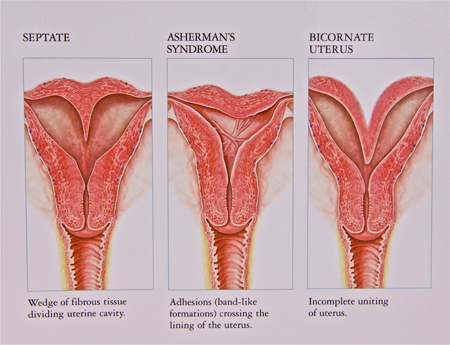 SEPTATE
ASHERMAN'S
SYNDROME
BICORNATE
UTERUS
Wedge of fibrous tissue
dividing uterine cavity.
Adhesions (band-like
formations) crossing the
lining of the uterus.
Incomplete uniting
of uterus.